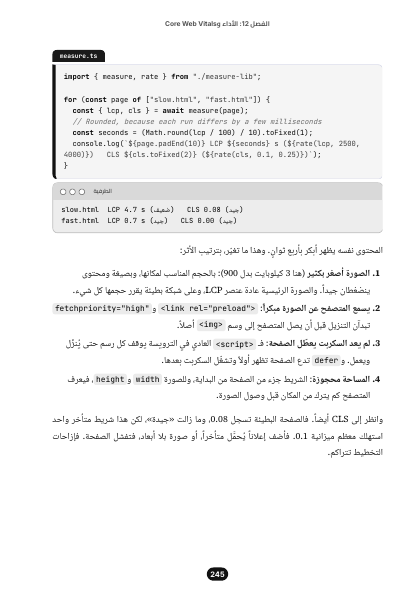 الفصل 12: الأداء وCore Web Vitals
measure.ts
import { measure, rate } from "./measure-lib";
for (const page of ["slow.html", "fast.html"]) {
const { lcp, cls } = await measure(page);
// Rounded, because each run differs by a few milliseconds
const seconds = (Math.round(lcp / 100) / 10).toFixed(1);
console.log(`${page.padEnd(10)} LCP ${seconds} s (${rate(lcp, 2500,
4000)})   CLS ${cls.toFixed(2)} (${rate(cls, 0.1, 0.25)})`);
}
الطرفية
slow.html  LCP 4.7 s (ضعيف)   CLS 0.08 (جيد)
fast.html  LCP 0.7 s (جيد)   CLS 0.00 (جيد)
المحتوى نفسه يظهر أبكر بأربع ثوانٍ. وهذا ما تغيّر، بترتيب الأثر:
1. الصورة أصغر بكثير (هنا 3 كيلوبايت بدل 900): بالحجم المناسب لمكانها، وبصيغة ومحتوى
ينضغطان جيداً. والصورة الرئيسية عادة عنصر LCP، وعلى شبكة بطيئة يقرر حجمها كل شيء.
2. يسمع المتصفح عن الصورة مبكراً: <link rel="preload"> و fetchpriority="high"
تبدآن التنزيل قبل أن يصل المتصفح إلى وسم <img> أصلاً.
3. لم يعد السكربت يعطّل الصفحة: فـ <script> العادي في الترويسة يوقف كل رسم حتى يُنزَّل
ويعمل. و defer تدع الصفحة تظهر أولاً وتشغّل السكربت بعدها.
4. المساحة محجوزة: الشريط جزء من الصفحة من البداية، وللصورة width و height، فيعرف
المتصفح كم يترك من المكان قبل وصول الصورة.
وانظر إلى CLS أيضاً. فالصفحة البطيئة تسجل 0.08، وما زالت «جيدة»، لكن هذا شريط متأخر واحد
استهلك معظم ميزانية 0.1. فأضف إعلاناً يُحمَّل متأخراً، أو صورة بلا أبعاد، فتفشل الصفحة. فإزاحات
التخطيط تتراكم.
245